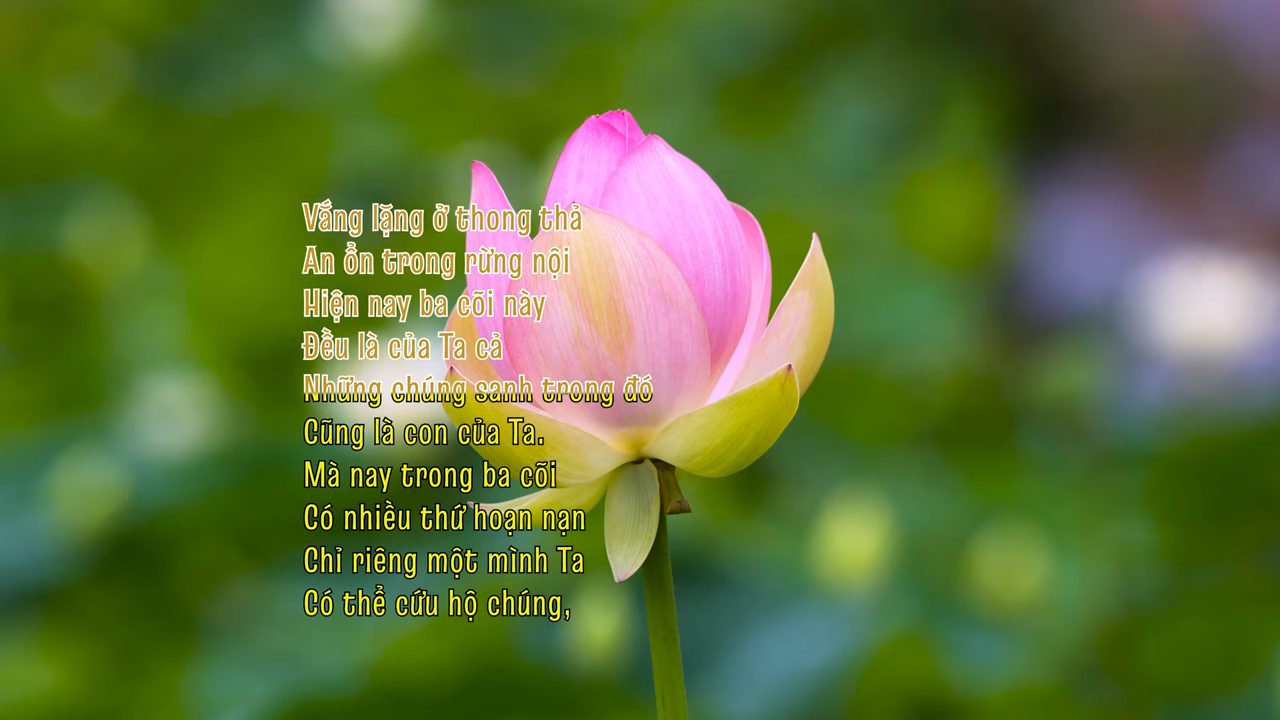 Vắng lặng ở thong thả
An ổn trong rừng nội
Hiện nay ba cõi này
Đều là của Ta cả
Những chúng sanh trong đó
Cũng là con của Ta.
Mà nay trong ba cõi
Có nhiều thứ hoạn nạn
Chỉ riêng một mình Ta
Có thể cứu hộ chúng,